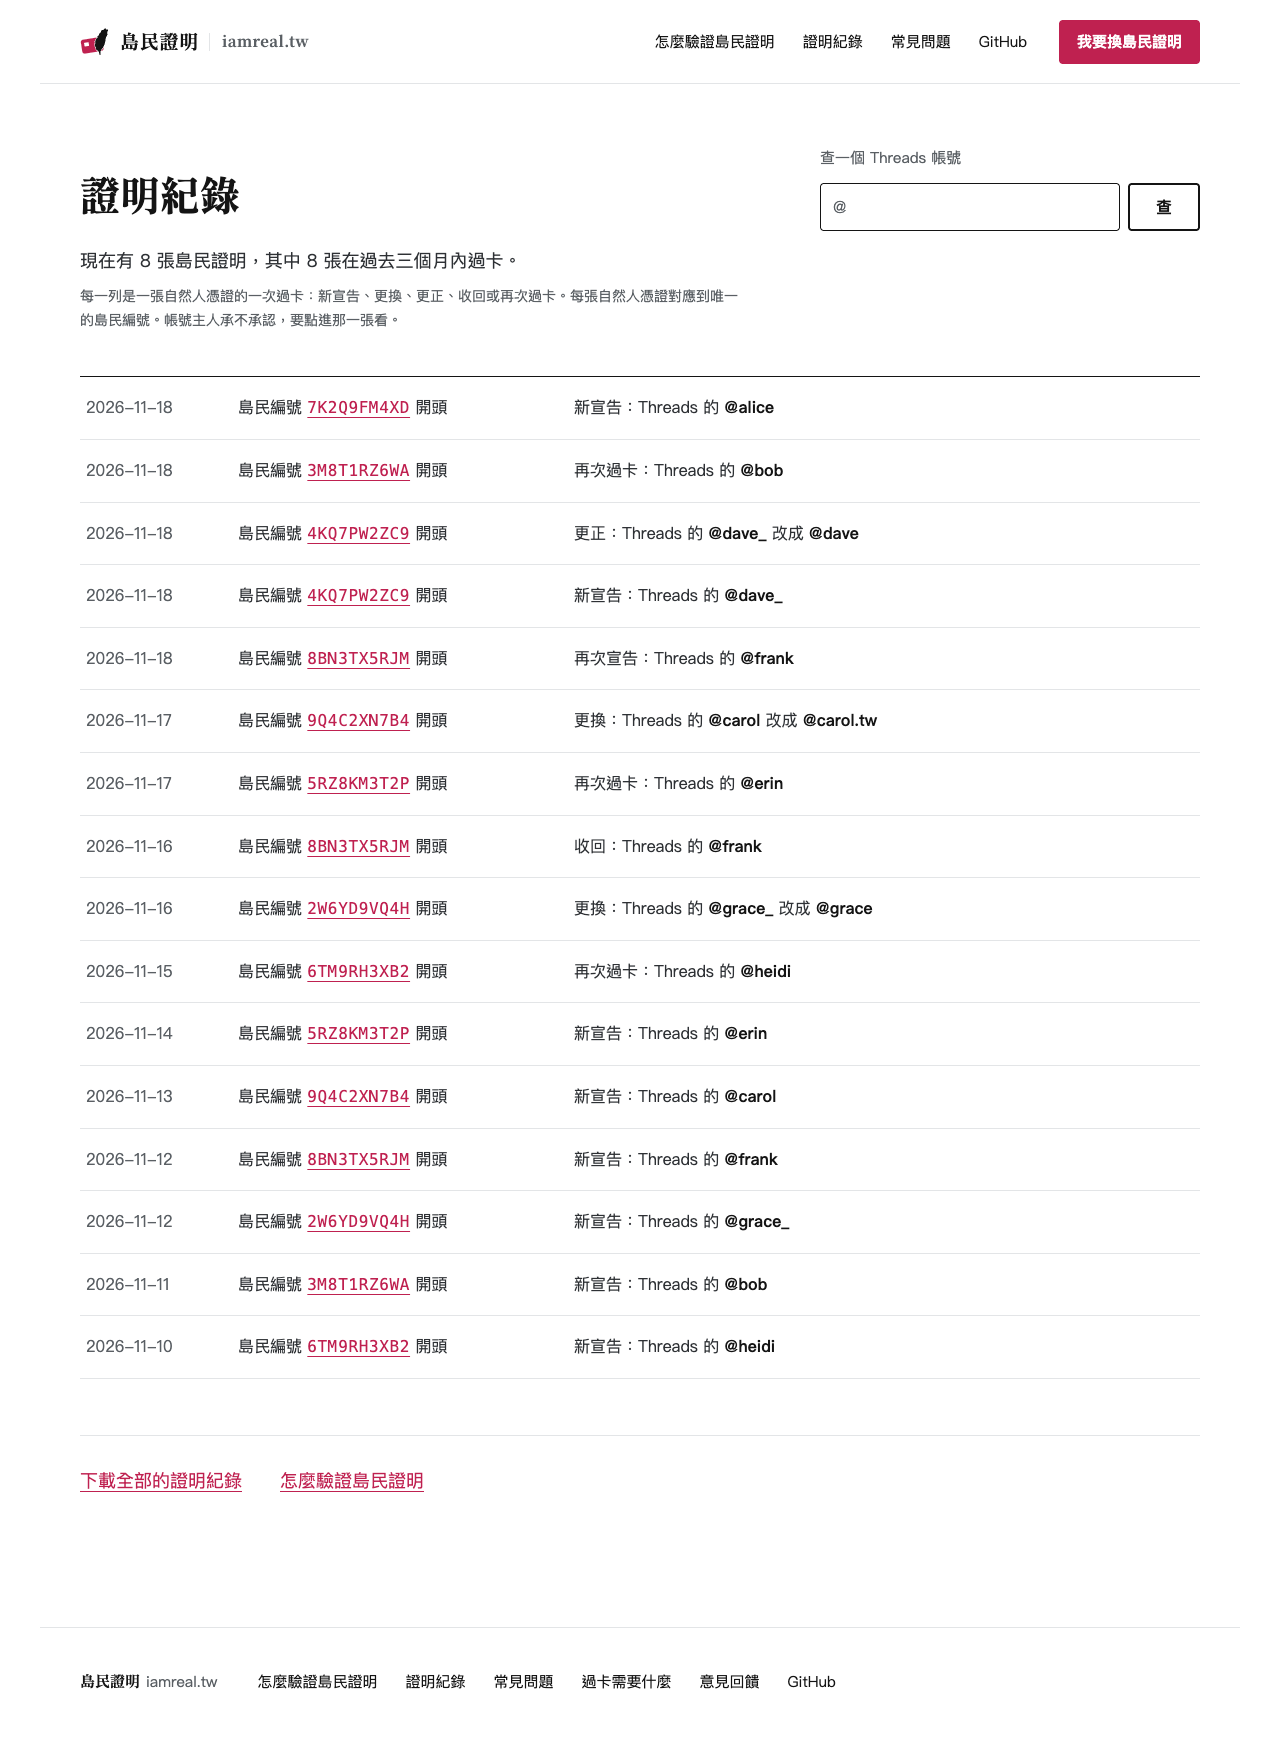 島民證明 iamreal.tw 怎麼驗證島民證明 證明紀錄 常見問題 GitHub 我要換島民證明
證明紀錄
現在有 8 張島民證明，其中 8 張在過去三個月內過卡。
每一列是一張自然人憑證的一次過卡：新宣告、更換、更正、收回或再次過卡。每張自然人憑證對應到唯一
的島民編號。帳號主人承不承認，要點進那一張看。
查一個 Threads 帳號
@ 查
2026-11-18 島民編號 7K2Q9FM4XD 開頭 新宣告：Threads 的 @alice
2026-11-18 島民編號 3M8T1RZ6WA 開頭 再次過卡：Threads 的 @bob
2026-11-18 島民編號 4KQ7PW2ZC9 開頭 更正：Threads 的 @dave_ 改成 @dave
2026-11-18 島民編號 4KQ7PW2ZC9 開頭 新宣告：Threads 的 @dave_
2026-11-18 島民編號 8BN3TX5RJM 開頭 再次宣告：Threads 的 @frank
2026-11-17 島民編號 9Q4C2XN7B4 開頭 更換：Threads 的 @carol 改成 @carol.tw
2026-11-17 島民編號 5RZ8KM3T2P 開頭 再次過卡：Threads 的 @erin
2026-11-16 島民編號 8BN3TX5RJM 開頭 收回：Threads 的 @frank
2026-11-16 島民編號 2W6YD9VQ4H 開頭 更換：Threads 的 @grace_ 改成 @grace
2026-11-15 島民編號 6TM9RH3XB2 開頭 再次過卡：Threads 的 @heidi
2026-11-14 島民編號 5RZ8KM3T2P 開頭 新宣告：Threads 的 @erin
2026-11-13 島民編號 9Q4C2XN7B4 開頭 新宣告：Threads 的 @carol
2026-11-12 島民編號 8BN3TX5RJM 開頭 新宣告：Threads 的 @frank
2026-11-12 島民編號 2W6YD9VQ4H 開頭 新宣告：Threads 的 @grace_
2026-11-11 島民編號 3M8T1RZ6WA 開頭 新宣告：Threads 的 @bob
2026-11-10 島民編號 6TM9RH3XB2 開頭 新宣告：Threads 的 @heidi
下載全部的證明紀錄 怎麼驗證島民證明
島民證明 iamreal.tw 怎麼驗證島民證明 證明紀錄 常見問題 過卡需要什麼 意見回饋 GitHub